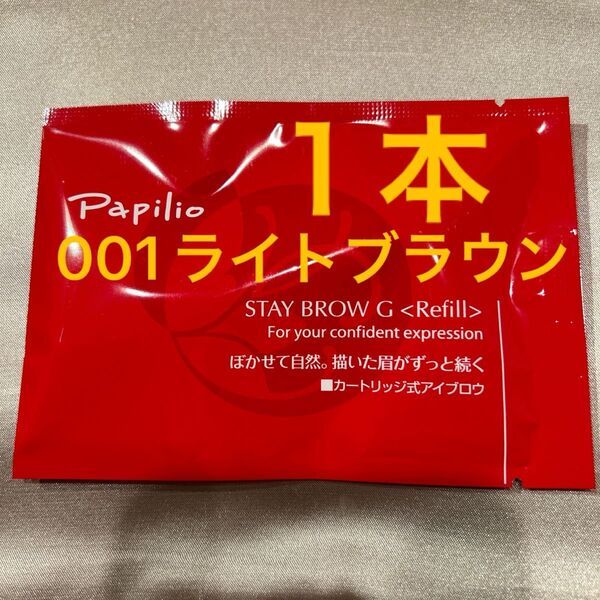 1本
Papilio
001ライトブラウン
STAY BROW G <Refill>
For your confident expression
ぼかせて自然。描いた眉がずっと続く
■カートリッジ式アイブロウ